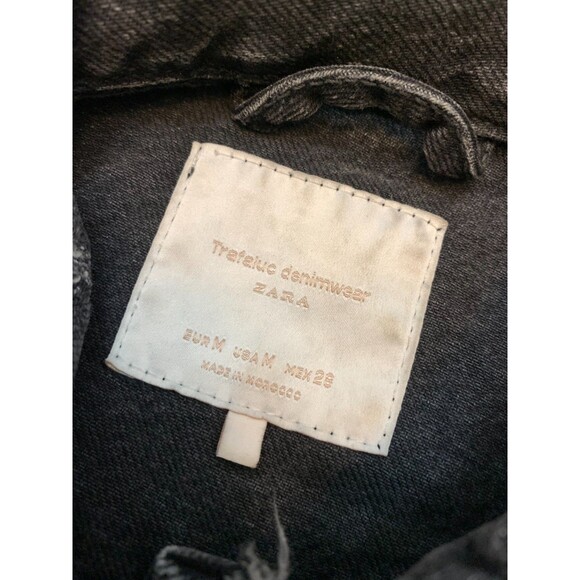 Trafaluc denimwear
ZARA
EUR M USA M MEX 28
MADE IN MOROCCO